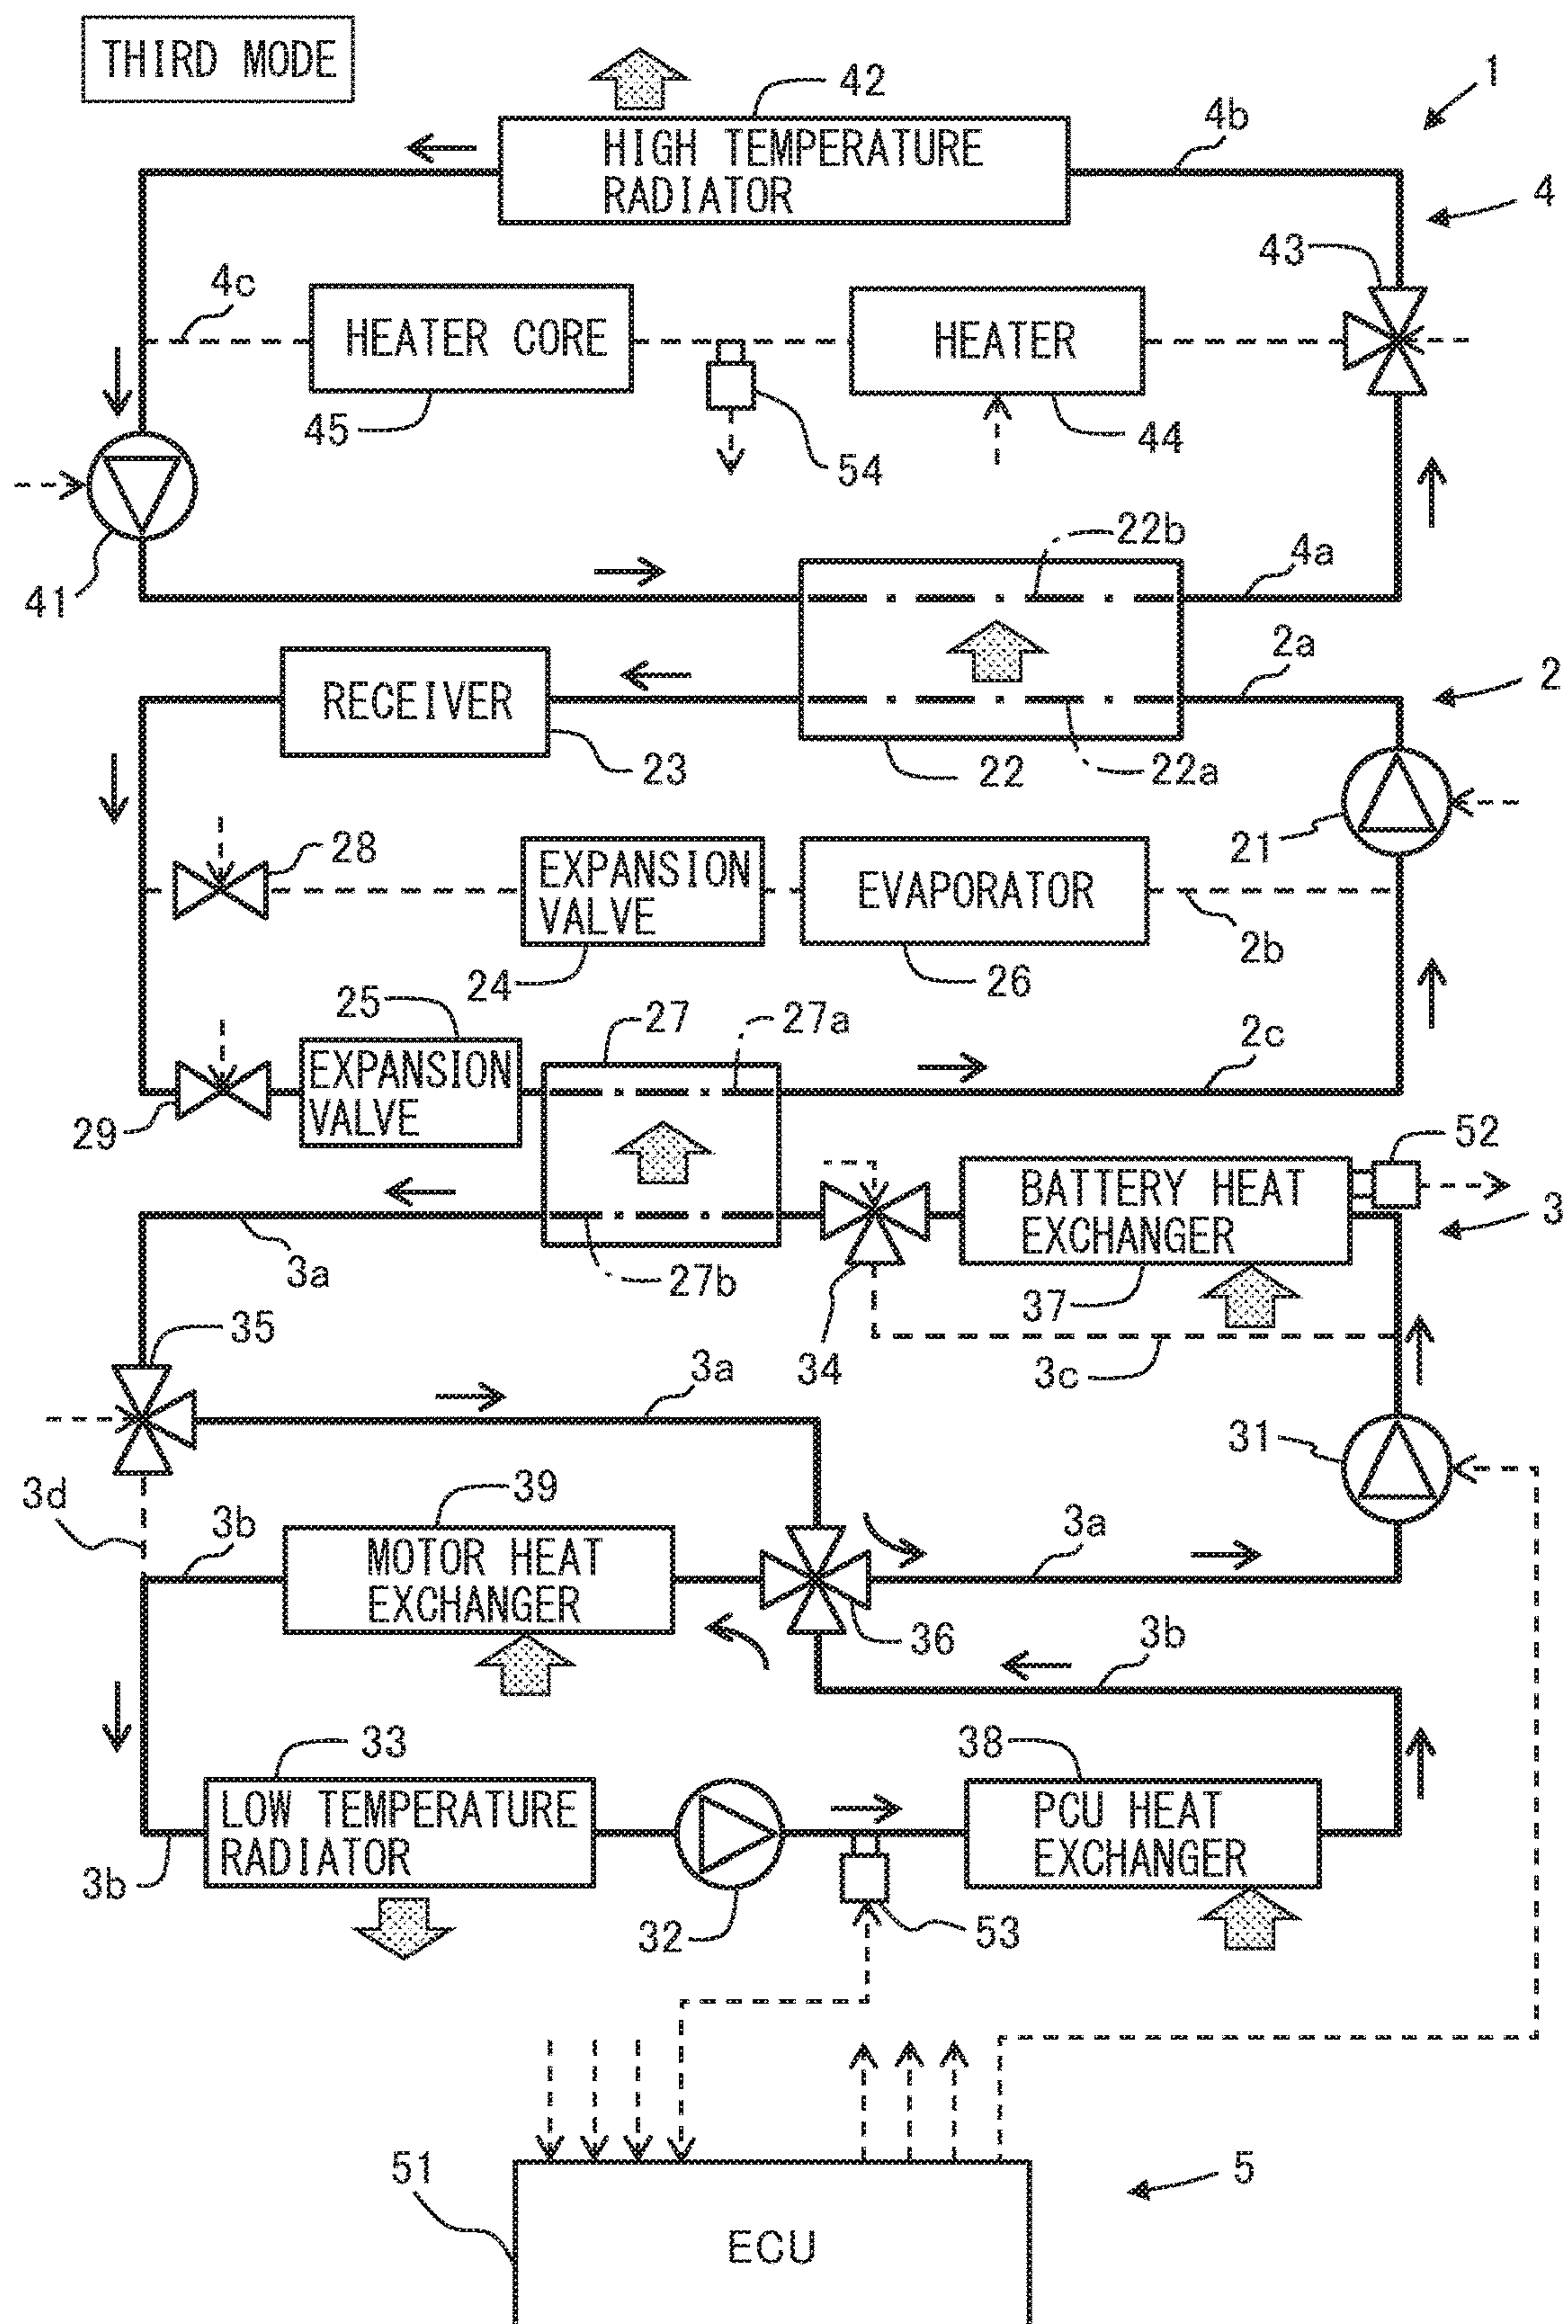 THIRD MODE
1
42
4b
HIGH TEMPERATURE
RADIATOR
4
43
4c
HEATER CORE
HEATER
45
54
44
41
22b
4a
2a
2
RECEIVER
23
22
22a
21
28
EXPANSION
VALVE
EVAPORATOR
24
26
2b
25
27
27a
2c
EXPANSION
VALVE
29
52
BATTERY HEAT
EXCHANGER
3
3a
27b
37
35
34
3c
3a
31
3d
39
3b
3a
MOTOR HEAT
EXCHANGER
36
3b
33
38
LOW TEMPERATURE
RADIATOR
PCU HEAT
EXCHANGER
3b
32
53
51
5
ECU